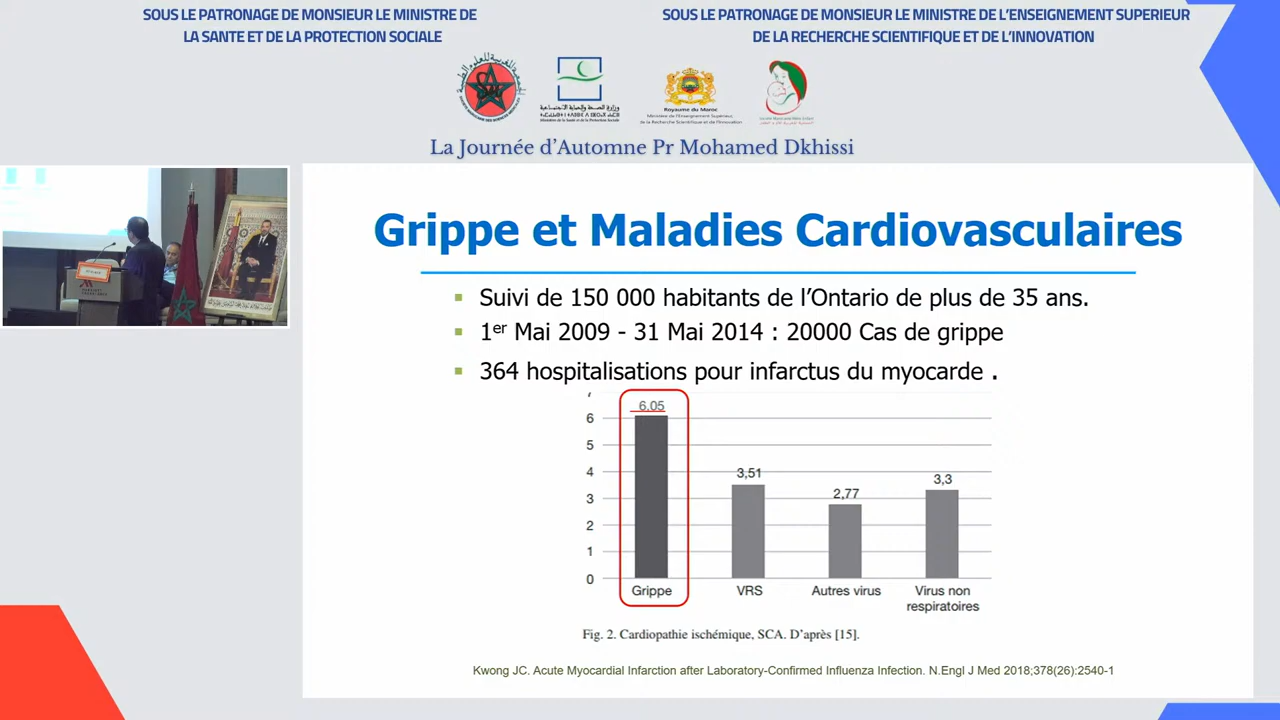 SOUS LE PATRONAGE DE MONSIEUR LE MINISTRE DE
LA SANTE ET DE LA PROTECTION SOCIALE
SOUS LE PATRONAGE DE MONSIEUR LE MINISTRE DE L'ENSEIGNEMENT SUPERIEUR
DE LA RECHERCHE SCIENTIFIQUE ET DE L'INNOVATION
Royaume du Maroc
La Journée d'Automne Pr Mohamed Dkhissi
Grippe et Maladies Cardiovasculaires
▪ Suivi de 150 000 habitants de l'Ontario de plus de 35 ans.
▪ 1er Mai 2009 - 31 Mai 2014 : 20000 Cas de grippe
▪ 364 hospitalisations pour infarctus du myocarde .
7
6
5
4
3
2
1
0
6,05
3,51
2,77
3,3
Grippe
VRS
Autres virus
Virus non
respiratoires
Fig. 2. Cardiopathie ischémique, SCA. D'après [15].
Kwong JC. Acute Myocardial Infarction after Laboratory-Confirmed Influenza Infection. N.Engl J Med 2018;378(26):2540-1